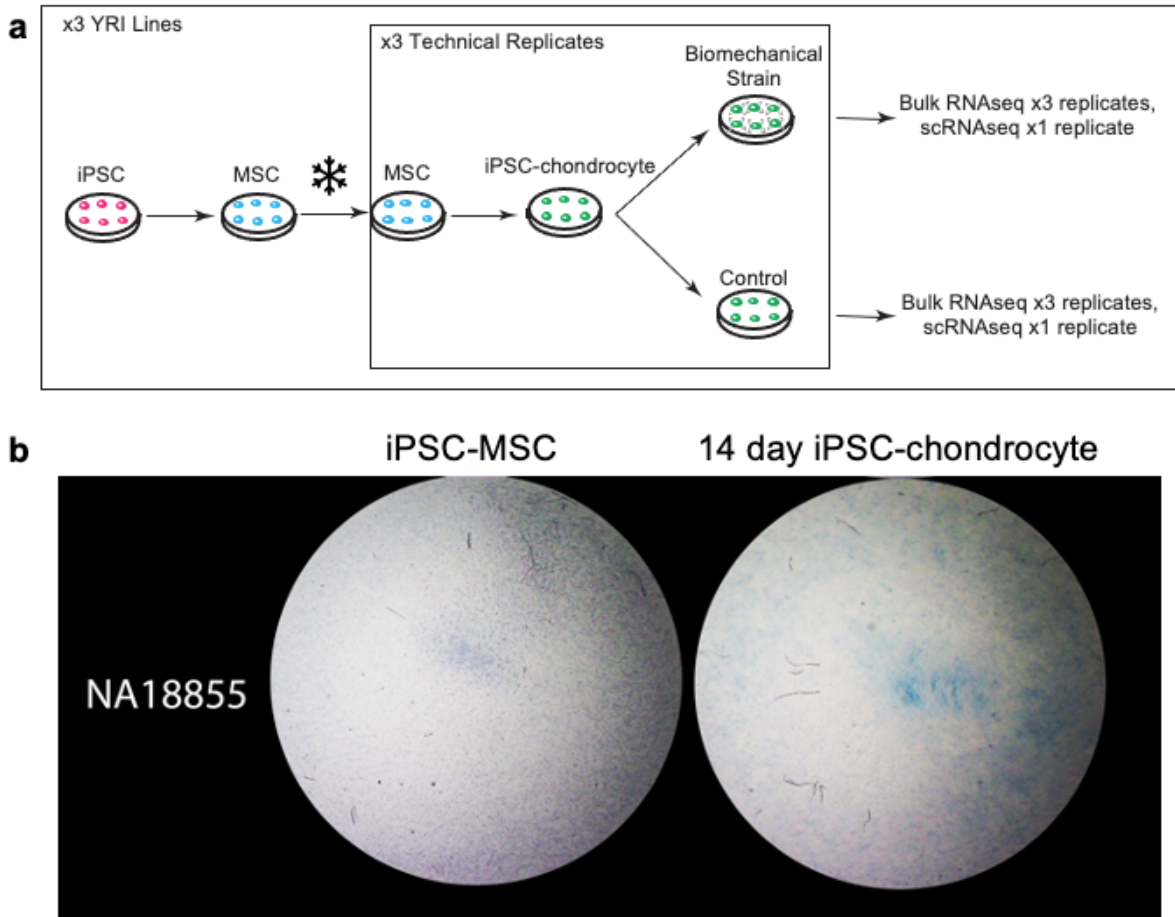 a
x3 YRI Lines
x3 Technical Replicates
Biomechanical
Strain
Bulk RNAseq x3 replicates,
scRNAseq x1 replicate
iPSC
MSC
MSC
iPSC-chondrocyte
Control
Bulk RNAseq x3 replicates,
scRNAseq x1 replicate
b
iPSC-MSC
14 day iPSC-chondrocyte
NA18855